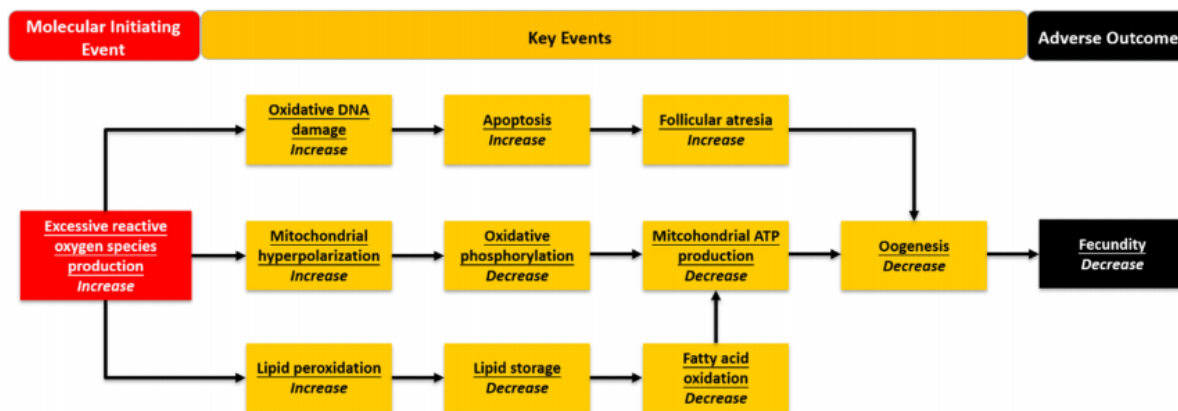 Molecular Initiating
Event
Key Events
Adverse Outcome
Oxidative DNA
damage
Increase
Apoptosis
Increase
Follicular atresia
Increase
Excessive reactive
oxygen species
production
Increase
Mitochondrial
hyperpolarization
Increase
Oxidative
phosphorylation
Decrease
Mitcohondrial ATP
production
Decrease
Oogenesis
Decrease
Fecundity
Decrease
Lipid peroxidation
Increase
Lipid storage
Decrease
Fatty acid
oxidation
Decrease